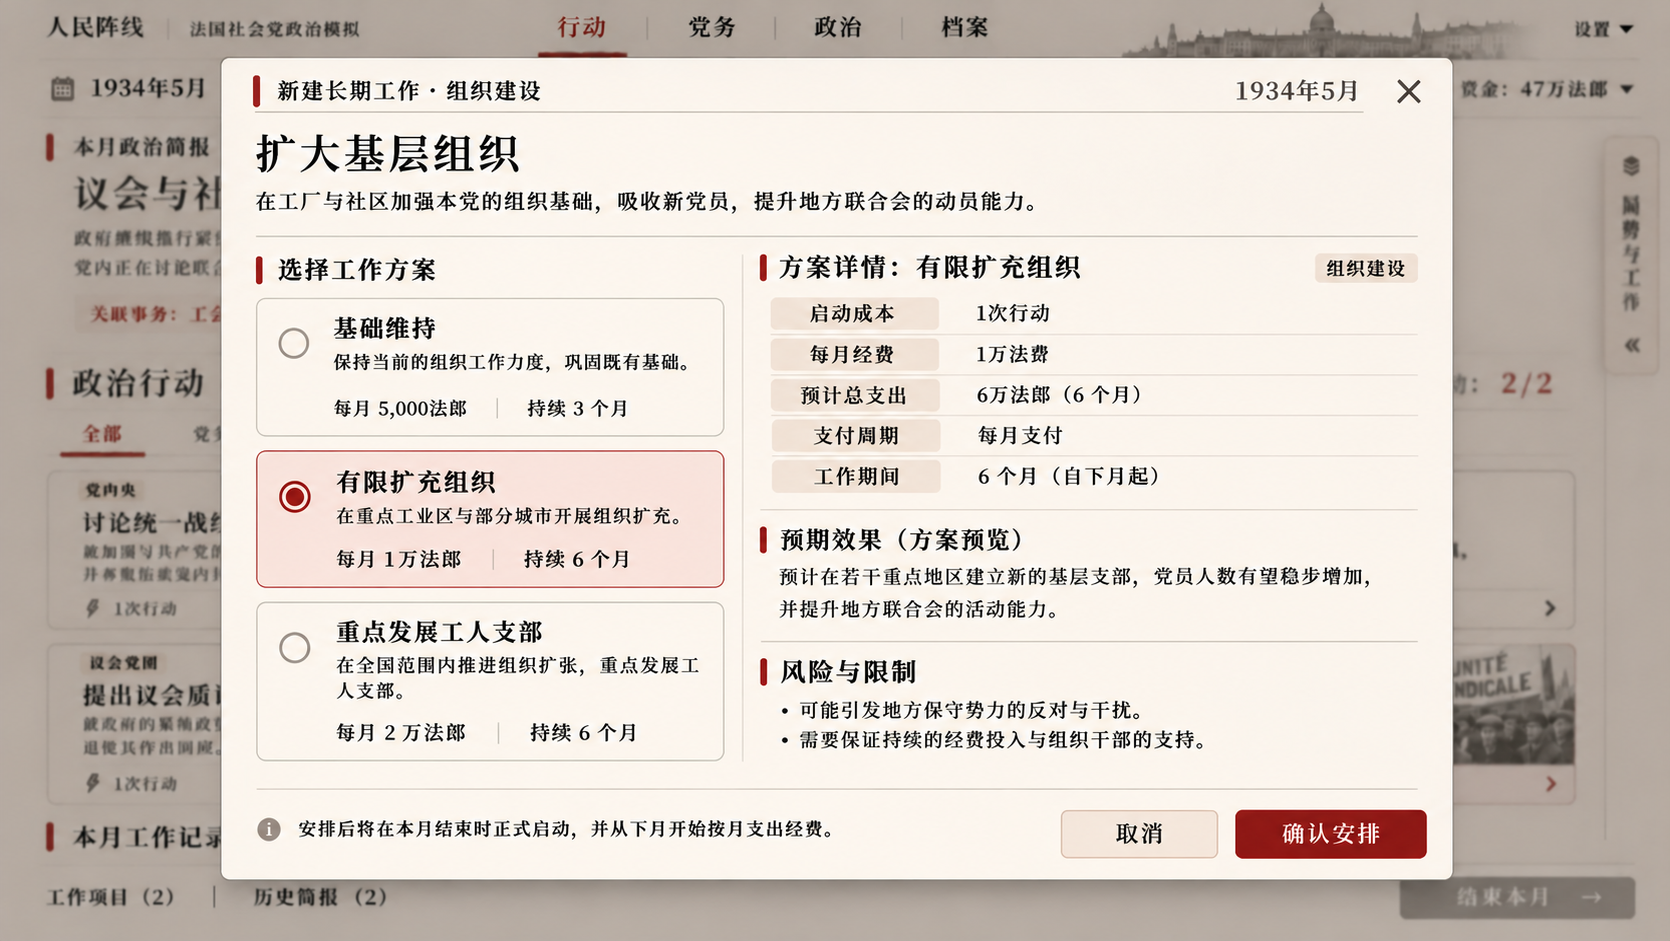 人民阵线
法国社会党政治模拟
行动
党务
政治
档案
设置
1934年5月
资金：47万法郎
本月政治简报
议会与社
关联事务：工会
政治行动
2/2
全部
讨论统一战线
1次行动
提出议会质询
1次行动
本月工作记录
工作项目（2）
历史简报（2）
结束本月 →
新建长期工作 · 组织建设
1934年5月
扩大基层组织
在工厂与社区加强本党的组织基础，吸收新党员，提升地方联合会的动员能力。
选择工作方案
基础维持
保持当前的组织工作力度，巩固既有基础。
每月 5,000法郎
持续 3 个月
有限扩充组织
在重点工业区与部分城市开展组织扩充。
每月 1万法郎
持续 6 个月
重点发展工人支部
在全国范围内推进组织扩张，重点发展工
人支部。
每月 2 万法郎
持续 6 个月
方案详情：有限扩充组织
组织建设
启动成本 1次行动
每月经费 1万法费
预计总支出 6万法郎（6 个月）
支付周期 每月支付
工作期间 6 个月（自下月起）
预期效果（方案预览）
预计在若干重点地区建立新的基层支部，党员人数有望稳步增加，
并提升地方联合会的活动能力。
风险与限制
• 可能引发地方保守势力的反对与干扰。
• 需要保证持续的经费投入与组织干部的支持。
安排后将在本月结束时正式启动，并从下月开始按月支出经费。
取消
确认安排